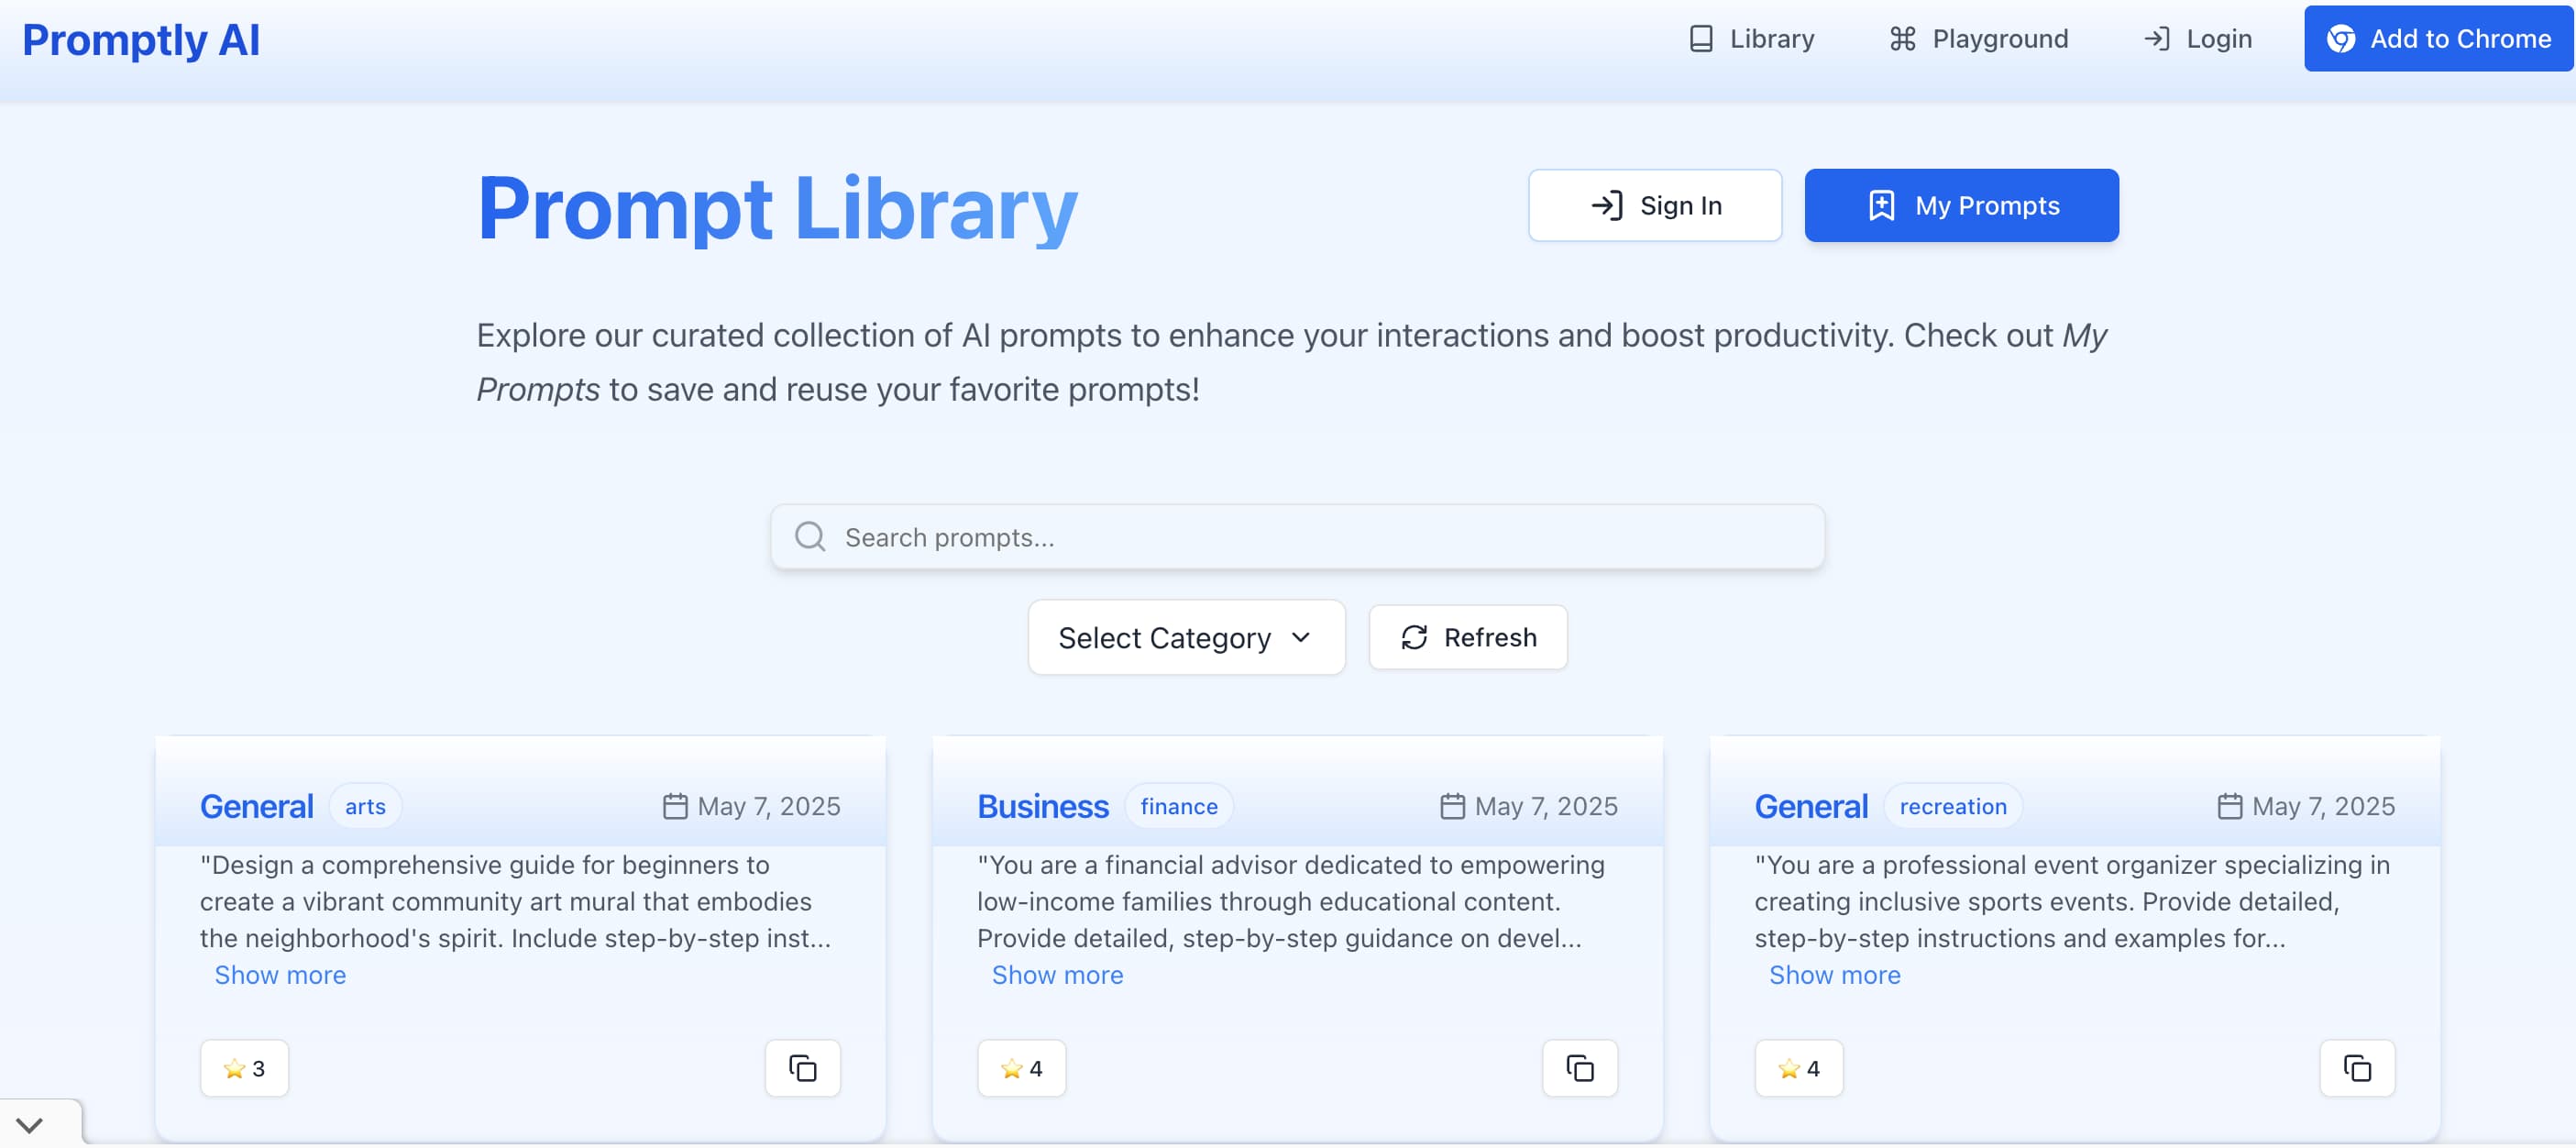 Promptly AI
Library
Playground
Login
Add to Chrome
Prompt Library
Sign In
My Prompts
Explore our curated collection of AI prompts to enhance your interactions and boost productivity. Check out My
Prompts to save and reuse your favorite prompts!
Search prompts...
Select Category
Refresh
General
arts
May 7, 2025
"Design a comprehensive guide for beginners to
create a vibrant community art mural that embodies
the neighborhood's spirit. Include step-by-step inst...
Show more
3
Business
finance
May 7, 2025
"You are a financial advisor dedicated to empowering
low-income families through educational content.
Provide detailed, step-by-step guidance on devel...
Show more
4
General
recreation
May 7, 2025
"You are a professional event organizer specializing in
creating inclusive sports events. Provide detailed,
step-by-step instructions and examples for...
Show more
4